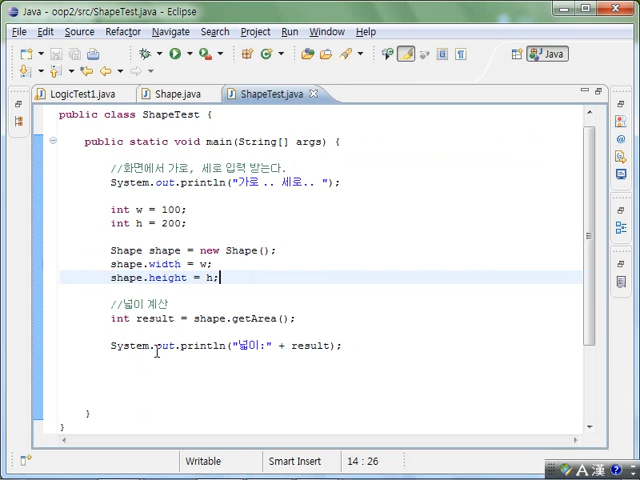 Java - oop2/src/ShapeTest.java - Eclipse
File Edit Source Refactor Navigate Search Project Run Window Help
Java
LogicTest1.java Shape.java ShapeTest.java
public class ShapeTest {
public static void main(String[] args) {
//화면에서 가로, 세로 입력 받는다.
System.out.println("가로 .. 세로.. ");
int w = 100;
int h = 200;
Shape shape = new Shape();
shape.width = w;
shape.height = h;
//넓이 계산
int result = shape.getArea();
System.out.println("넓이:" + result);
}
}
Writable Smart Insert 14 : 26
A 漢